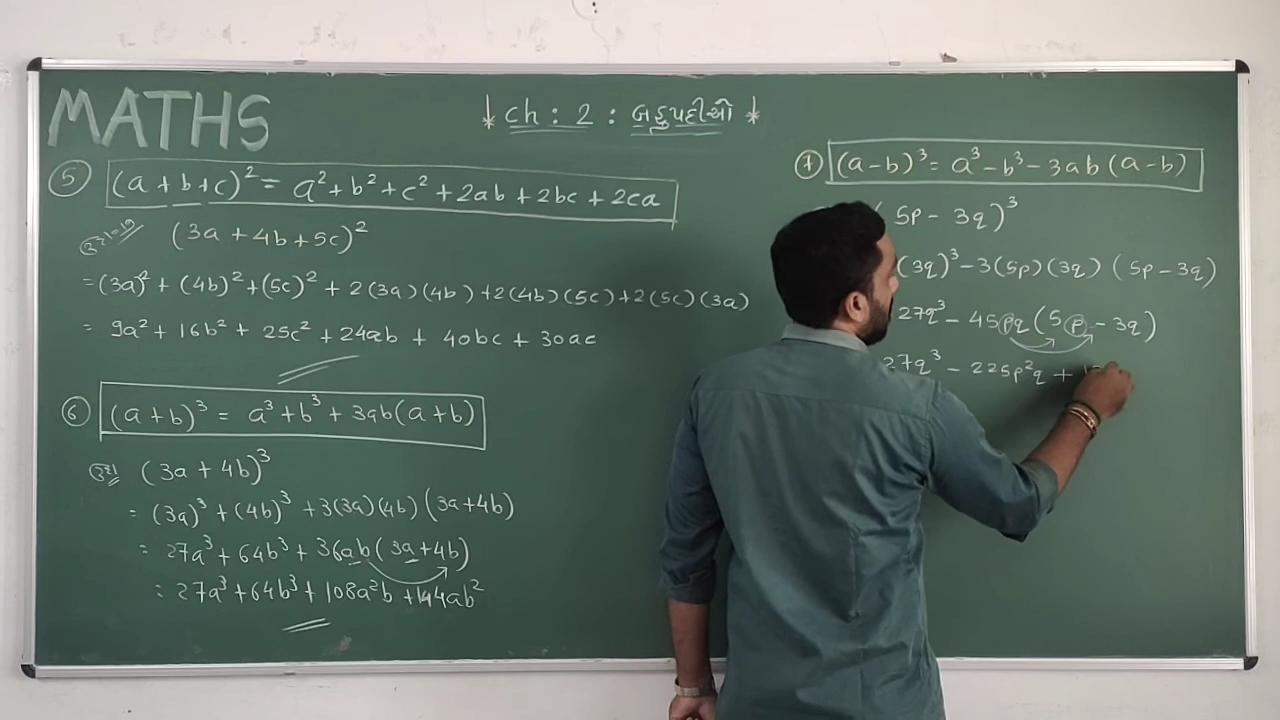 MATHS
ch : 2 : બહુપદીઓ
⑤ (a + b + c)² = a² + b² + c² + 2ab + 2bc + 2ca
(3a + 4b + 5c)²
= (3a)² + (4b)² + (5c)² + 2(3a)(4b) + 2(4b)(5c) + 2(5c)(3a)
= 9a² + 16b² + 25c² + 24ab + 40bc + 30ac
⑥ (a + b)³ = a³ + b³ + 3ab(a + b)
(3a + 4b)³
= (3a)³ + (4b)³ + 3(3a)(4b)(3a + 4b)
= 27a³ + 64b³ + 36ab(3a + 4b)
= 27a³ + 64b³ + 108a²b + 144ab²
⑦ (a - b)³ = a³ - b³ - 3ab(a - b)
(5p - 3q)³
(3q)³ - 3(5p)(3q)(5p - 3q)
27q³ - 45pq(5p - 3q)
27q³ - 225p²q +